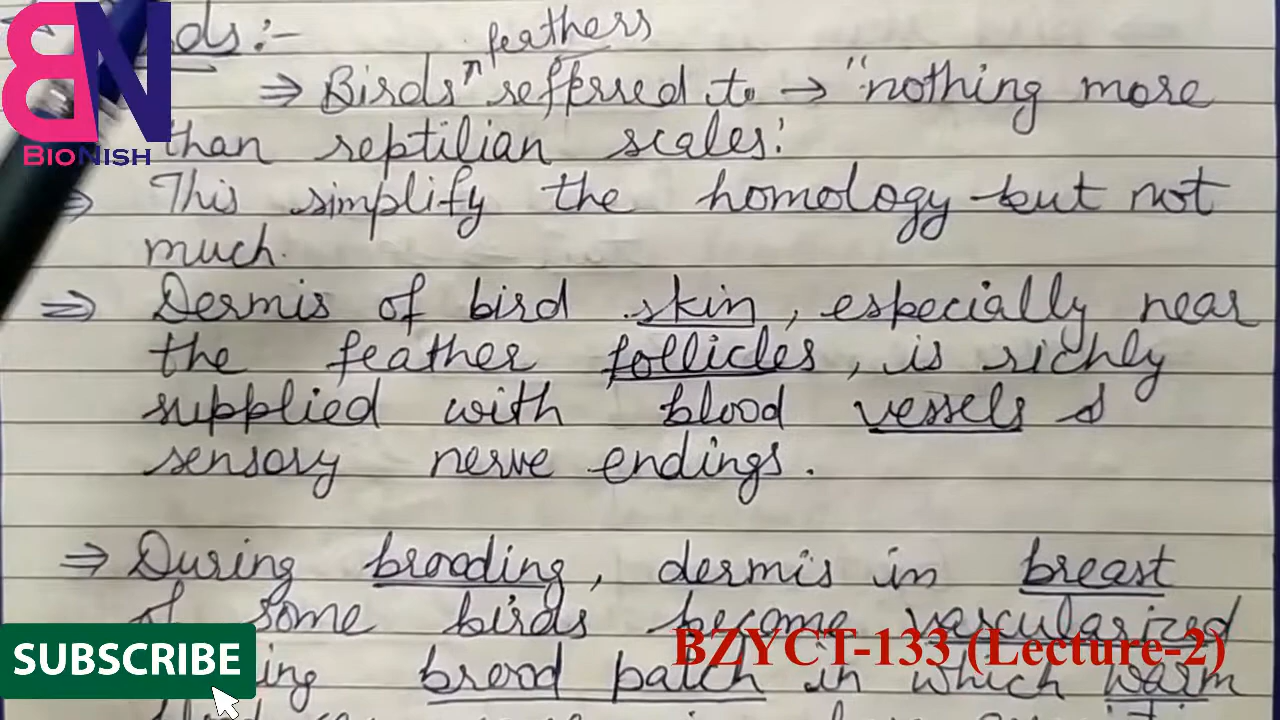 feathers
⇒ Birds reffered to → "nothing more
BN
BIONISH
than reptilian scales."
⇒ This simplify the homology but not
much.
⇒ Dermis of bird skin, especially near
the feather follicles, is richly
supplied with blood vessels &
sensory nerve endings.
⇒ During brooding, dermis in breast
of some birds become vascularized
BZYCT-133 (Lecture-2)
SUBSCRIBE
brood patch in which warm